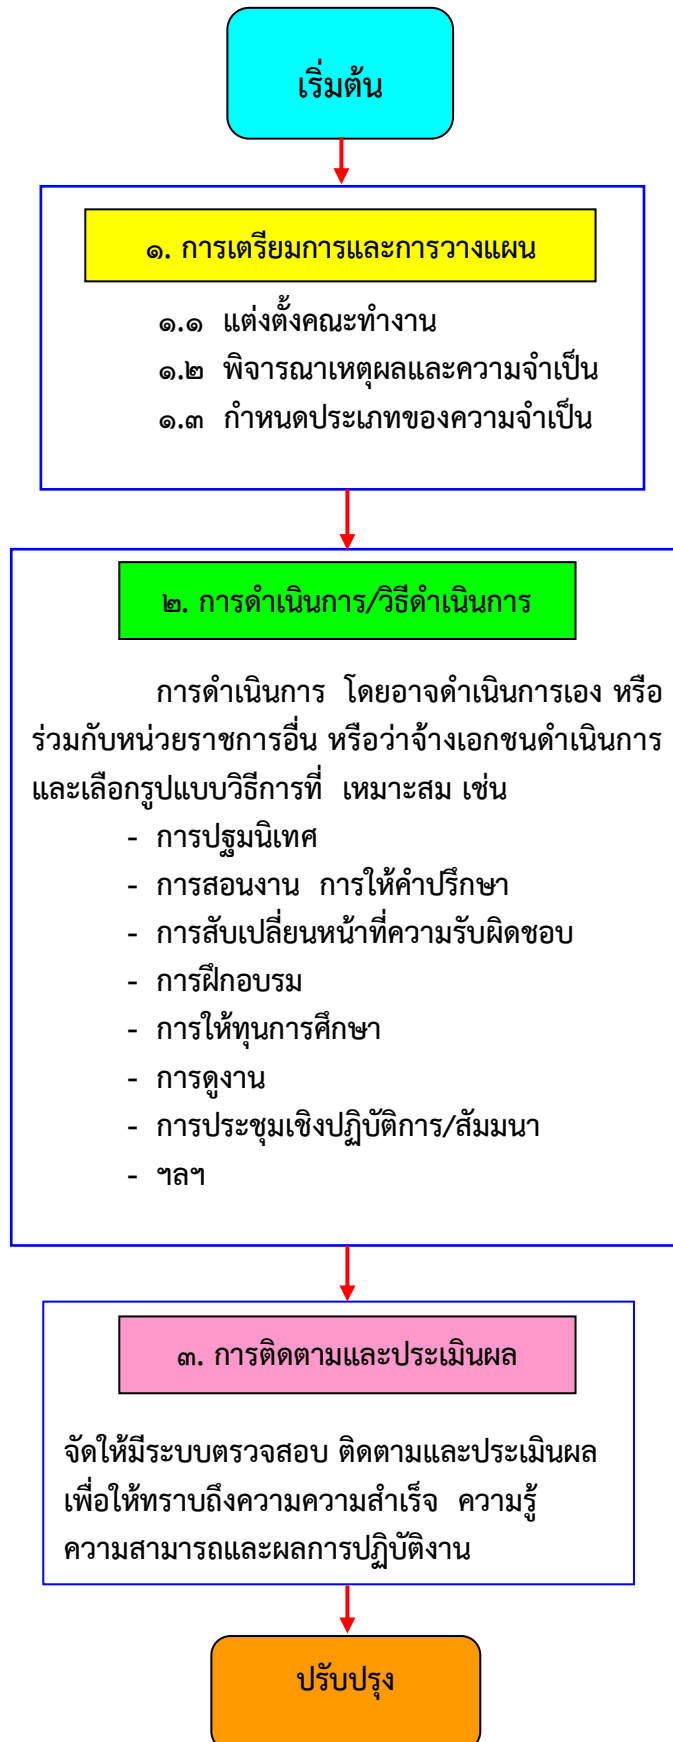 เริ่มต้น
๑. การเตรียมการและการวางแผน
๑.๑ แต่งตั้งคณะทำงาน
๑.๒ พิจารณาเหตุผลและความจำเป็น
๑.๓ กำหนดประเภทของความจำเป็น
๒. การดำเนินการ/วิธีดำเนินการ
การดำเนินการ โดยอาจดำเนินการเอง หรือ
ร่วมกับหน่วยราชการอื่น หรือว่าจ้างเอกชนดำเนินการ
และเลือกรูปแบบวิธีการที่ เหมาะสม เช่น
- การปฐมนิเทศ
- การสอนงาน การให้คำปรึกษา
- การสับเปลี่ยนหน้าที่ความรับผิดชอบ
- การฝึกอบรม
- การให้ทุนการศึกษา
- การดูงาน
- การประชุมเชิงปฏิบัติการ/สัมมนา
- ฯลฯ
๓. การติดตามและประเมินผล
จัดให้มีระบบตรวจสอบ ติดตามและประเมินผล
เพื่อให้ทราบถึงความความสำเร็จ ความรู้
ความสามารถและผลการปฏิบัติงาน
ปรับปรุง